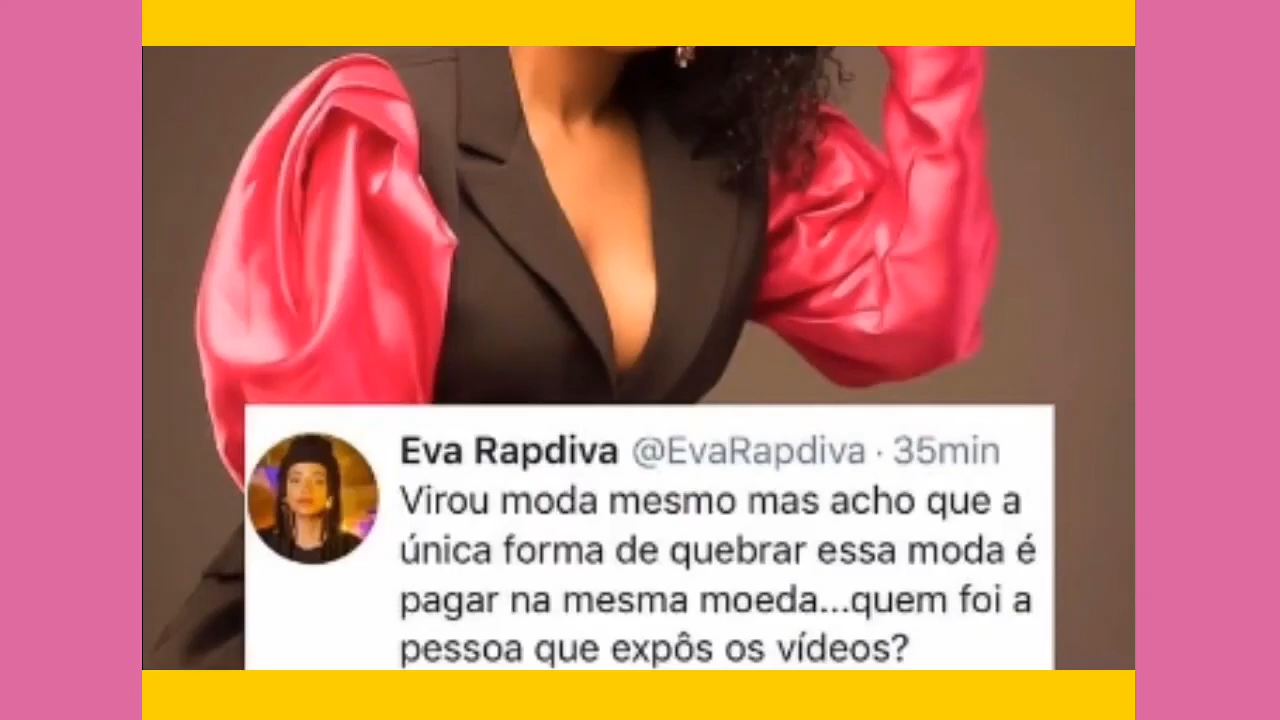 Eva Rapdiva @EvaRapdiva · 35min
Virou moda mesmo mas acho que a
única forma de quebrar essa moda é
pagar na mesma moeda...quem foi a
pessoa que expôs os vídeos?